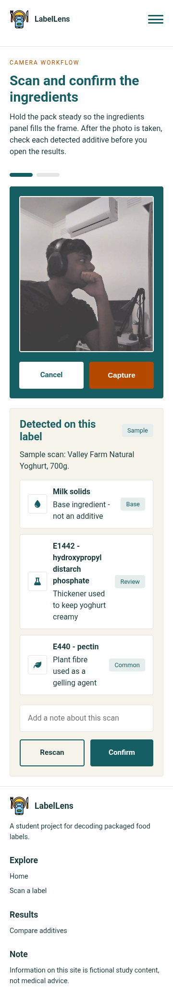 LabelLens
CAMERA WORKFLOW
Scan and confirm the
ingredients
Hold the pack steady so the ingredients
panel fills the frame. After the photo is taken,
check each detected additive before you
open the results.
Cancel
Capture
Detected on this
label
Sample
Sample scan: Valley Farm Natural
Yoghurt, 700g.
Milk solids
Base ingredient -
not an additive
Base
E1442 -
hydroxypropyl
distarch
phosphate
Thickener used
to keep yoghurt
creamy
Review
E440 - pectin
Plant fibre
used as a
gelling agent
Common
Add a note about this scan
Rescan
Confirm
LabelLens
A student project for decoding packaged food
labels.
Explore
Home
Scan a label
Results
Compare additives
Note
Information on this site is fictional study content,
not medical advice.